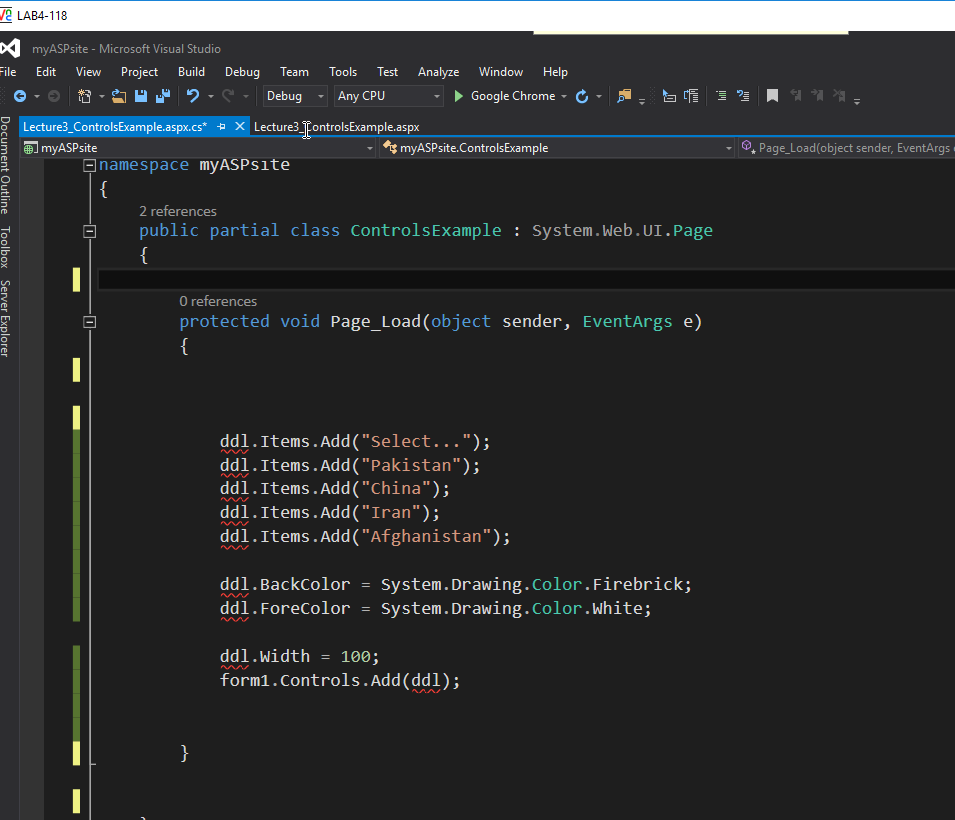 LAB4-118
myASPsite - Microsoft Visual Studio
File Edit View Project Build Debug Team Tools Test Analyze Window Help
Debug Any CPU Google Chrome
Lecture3_ControlsExample.aspx.cs* Lecture3_ControlsExample.aspx
myASPsite myASPsite.ControlsExample Page_Load(object sender, EventArgs e
Document Outline
Toolbox
Server Explorer
namespace myASPsite
{
2 references
public partial class ControlsExample : System.Web.UI.Page
{
0 references
protected void Page_Load(object sender, EventArgs e)
{
ddl.Items.Add("Select...");
ddl.Items.Add("Pakistan");
ddl.Items.Add("China");
ddl.Items.Add("Iran");
ddl.Items.Add("Afghanistan");
ddl.BackColor = System.Drawing.Color.Firebrick;
ddl.ForeColor = System.Drawing.Color.White;
ddl.Width = 100;
form1.Controls.Add(ddl);
}